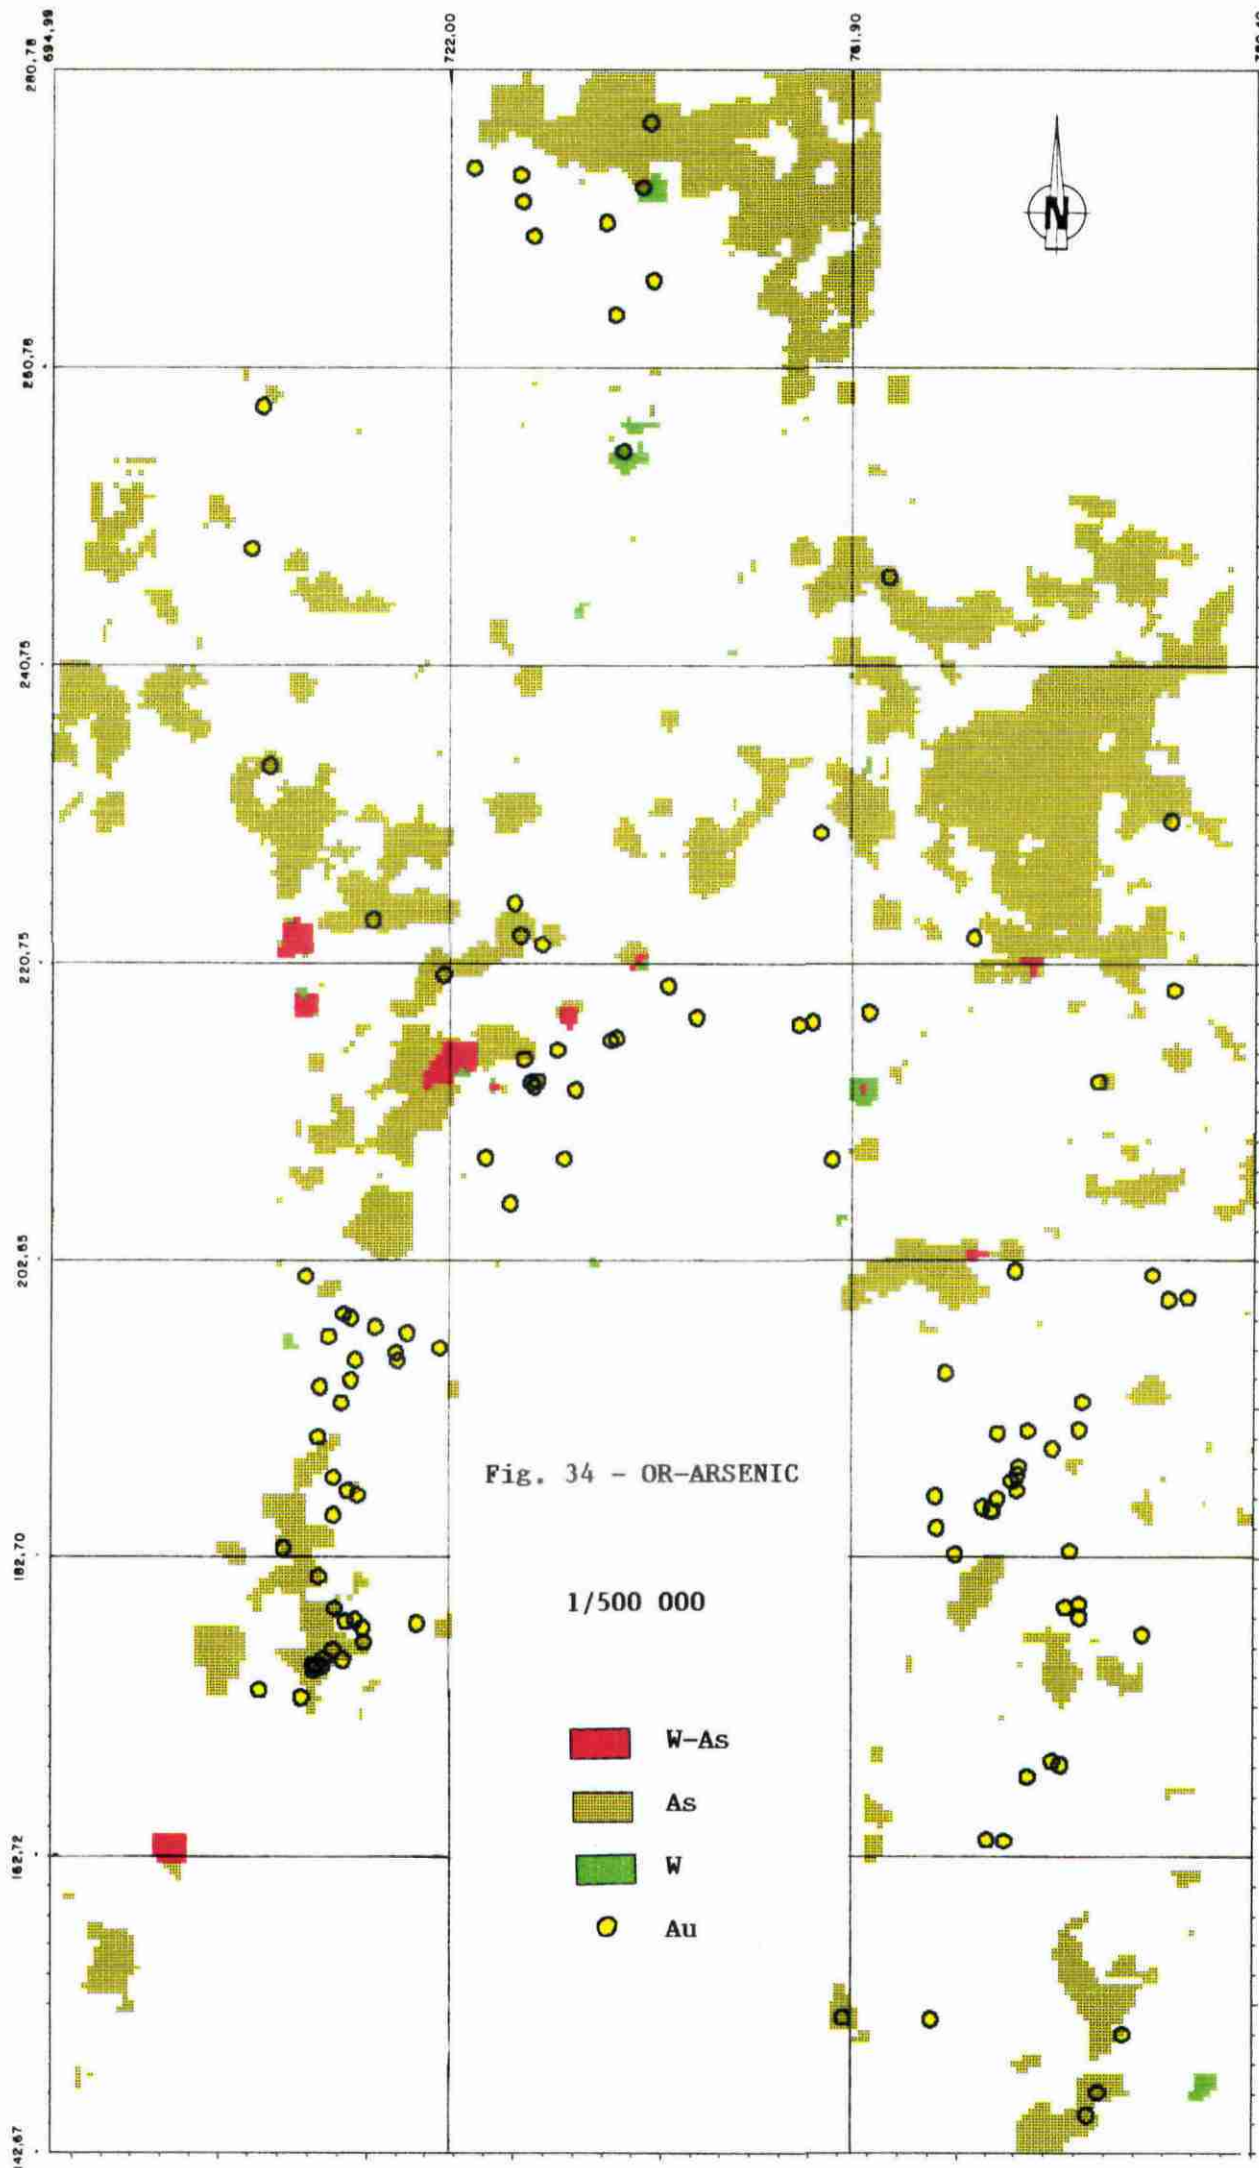 694,99
722,00
761,90
280,78
260,76
240,75
220,75
202,65
182,70
162,72
142,67
N
Fig. 34 - OR-ARSENIC
1/500 000
W-As
As
W
Au